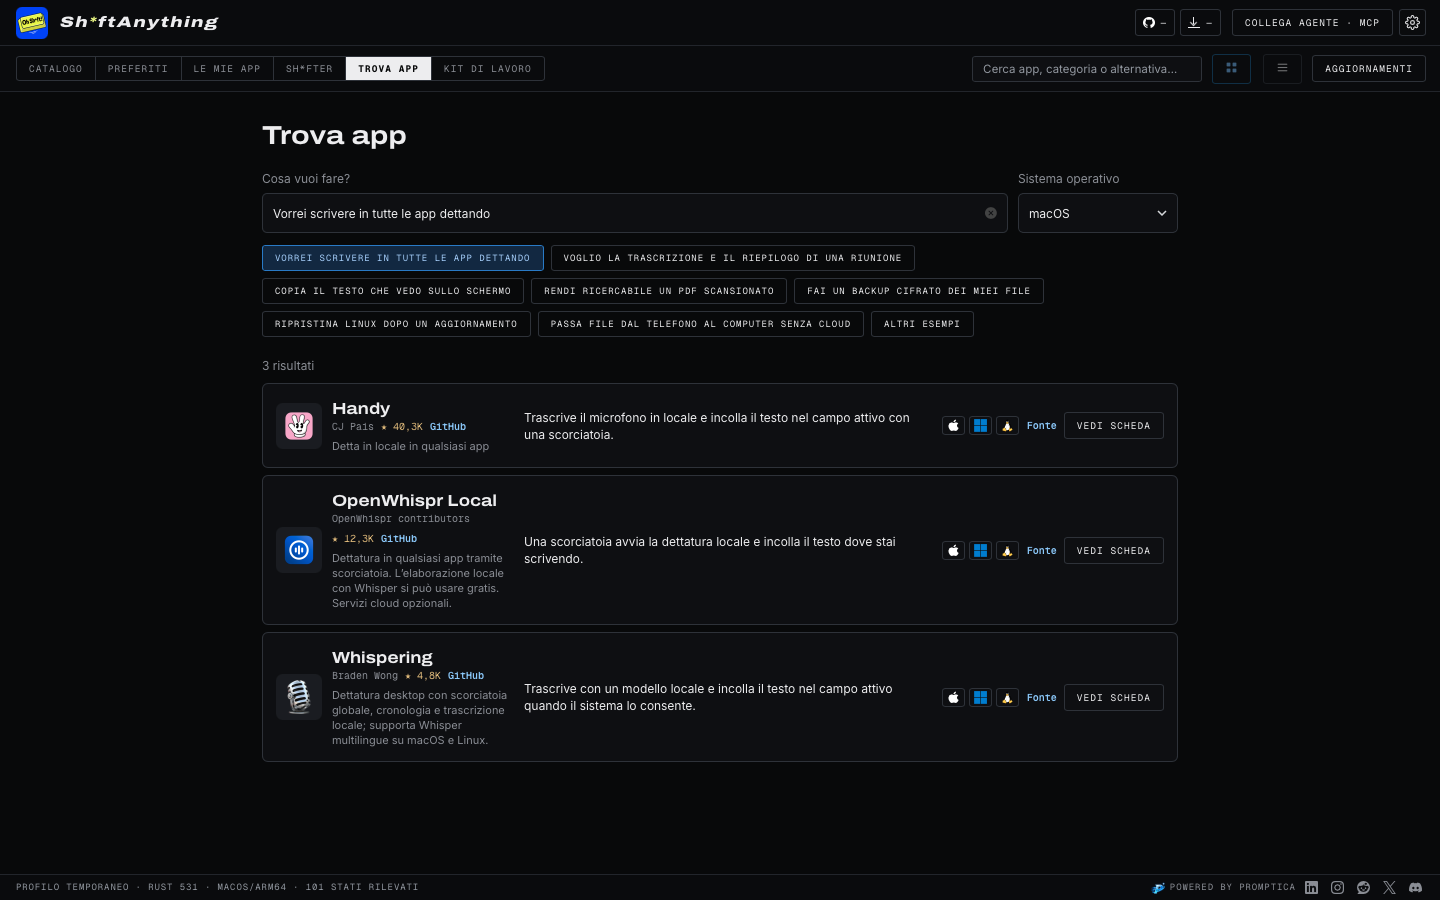 Oh Sh*ft!
Sh*ftAnything
–
–
COLLEGA AGENTE · MCP
CATALOGO
PREFERITI
LE MIE APP
SH*FTER
TROVA APP
KIT DI LAVORO
Cerca app, categoria o alternativa...
AGGIORNAMENTI
Trova app
Cosa vuoi fare?
Sistema operativo
Vorrei scrivere in tutte le app dettando
macOS
VORREI SCRIVERE IN TUTTE LE APP DETTANDO
VOGLIO LA TRASCRIZIONE E IL RIEPILOGO DI UNA RIUNIONE
COPIA IL TESTO CHE VEDO SULLO SCHERMO
RENDI RICERCABILE UN PDF SCANSIONATO
FAI UN BACKUP CIFRATO DEI MIEI FILE
RIPRISTINA LINUX DOPO UN AGGIORNAMENTO
PASSA FILE DAL TELEFONO AL COMPUTER SENZA CLOUD
ALTRI ESEMPI
3 risultati
Handy
CJ Pais ★ 40,3K GitHub
Detta in locale in qualsiasi app
Trascrive il microfono in locale e incolla il testo nel campo attivo con
una scorciatoia.
Fonte
VEDI SCHEDA
OpenWhispr Local
OpenWhispr contributors
★ 12,3K GitHub
Dettatura in qualsiasi app tramite
scorciatoia. L'elaborazione locale
con Whisper si può usare gratis.
Servizi cloud opzionali.
Una scorciatoia avvia la dettatura locale e incolla il testo dove stai
scrivendo.
Fonte
VEDI SCHEDA
Whispering
Braden Wong ★ 4,8K GitHub
Dettatura desktop con scorciatoia
globale, cronologia e trascrizione
locale; supporta Whisper
multilingue su macOS e Linux.
Trascrive con un modello locale e incolla il testo nel campo attivo
quando il sistema lo consente.
Fonte
VEDI SCHEDA
PROFILO TEMPORANEO · RUST 531 · MACOS/ARM64 · 101 STATI RILEVATI
POWERED BY PROMPTICA